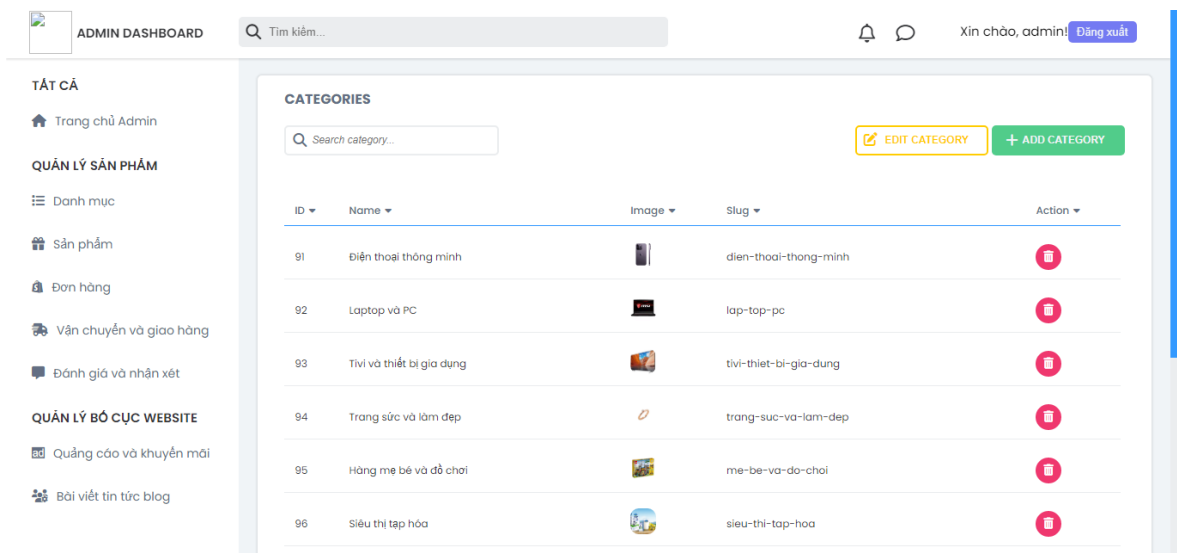 ADMIN DASHBOARD
Tìm kiếm...
Xin chào, admin! Đăng xuất
TẤT CẢ
Trang chủ Admin
QUẢN LÝ SẢN PHẨM
Danh mục
Sản phẩm
Đơn hàng
Vận chuyển và giao hàng
Đánh giá và nhận xét
QUẢN LÝ BỐ CỤC WEBSITE
ad Quảng cáo và khuyến mãi
Bài viết tin tức blog
CATEGORIES
Search category...
EDIT CATEGORY
+ ADD CATEGORY
ID Name Image Slug Action
91 Điện thoại thông minh dien-thoai-thong-minh
92 Laptop và PC lap-top-pc
93 Tivi và thiết bị gia dụng tivi-thiet-bi-gia-dung
94 Trang sức và làm đẹp trang-suc-va-lam-dep
95 Hàng mẹ bé và đồ chơi me-be-va-do-choi
96 Siêu thị tạp hóa sieu-thi-tap-hoa